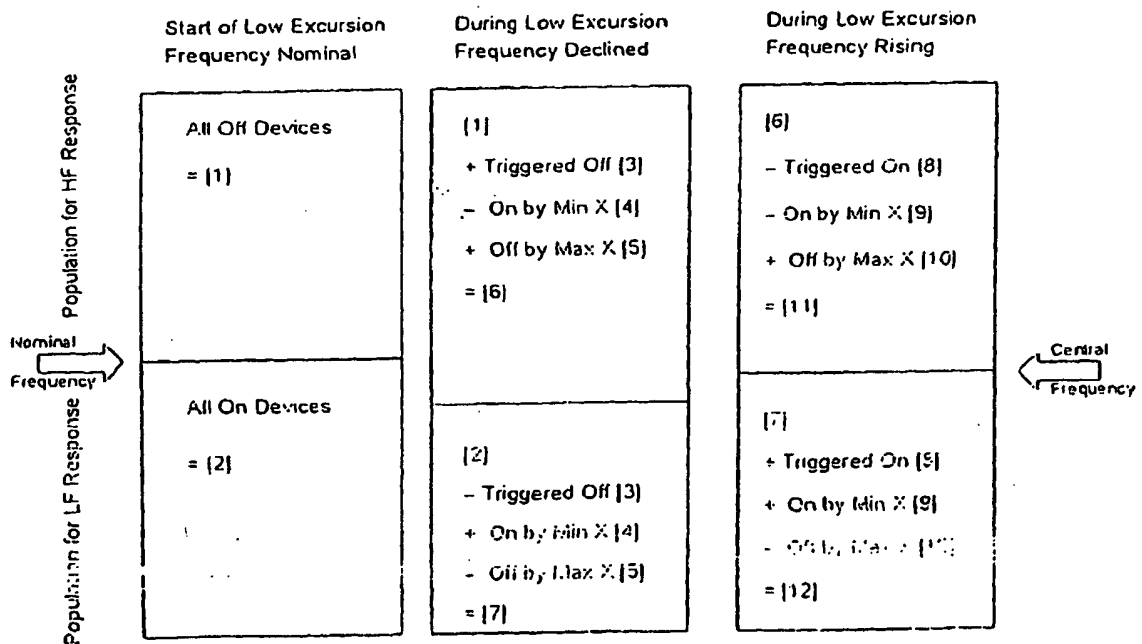 Start of Low Excursion
Frequency Nominal
During Low Excursion
Frequency Declined
During Low Excursion
Frequency Rising
Population for HF Response
All Off Devices
= [1]
[1]
+ Triggered Off [3]
- On by Min X [4]
+ Off by Max X [5]
= [6]
[6]
- Triggered On [8]
- On by Min X [9]
+ Off by Max X [10]
= [11]
Nominal
Frequency
Central
Frequency
Population for LF Response
All On Devices
= [2]
[2]
- Triggered Off [3]
+ On by Min X [4]
- Off by Max X [5]
= [7]
[7]
+ Triggered On
+ On by Min X [9]
- Off by Max
= [12]